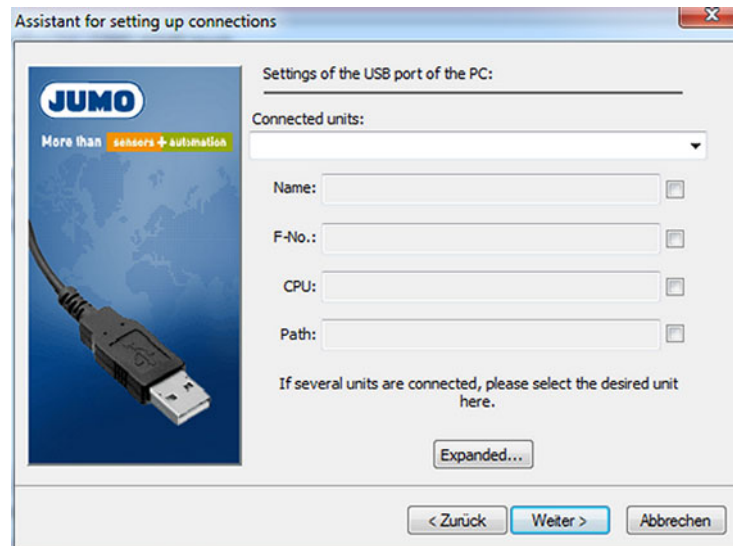 Assistant for setting up connections
Settings of the USB port of the PC:
JUMO
More than sensors + automation
Connected units:
Name:
F-No.:
CPU:
Path:
If several units are connected, please select the desired unit
here.
Expanded...
< Zurück Weiter > Abbrechen